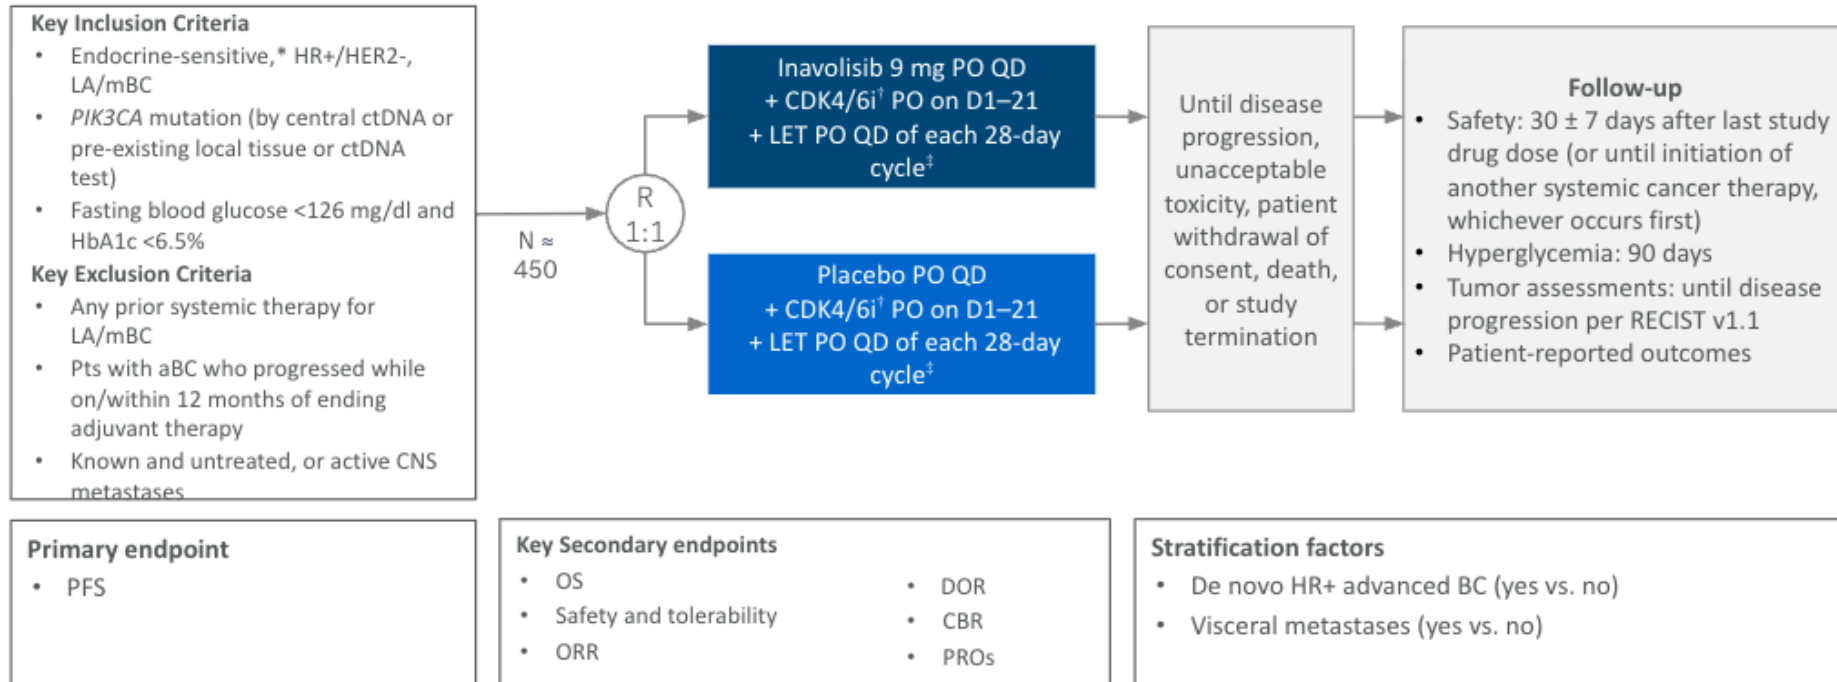 Key Inclusion Criteria
• Endocrine-sensitive,* HR+/HER2-,
LA/mBC
• PIK3CA mutation (by central ctDNA or
pre-existing local tissue or ctDNA
test)
• Fasting blood glucose <126 mg/dl and
HbA1c <6.5%
Key Exclusion Criteria
• Any prior systemic therapy for
LA/mBC
• Pts with aBC who progressed while
on/within 12 months of ending
adjuvant therapy
• Known and untreated, or active CNS
metastases
N ≈
450
R
1:1
Inavolisib 9 mg PO QD
+ CDK4/6i† PO on D1–21
+ LET PO QD of each 28-day
cycle‡
Placebo PO QD
+ CDK4/6i† PO on D1–21
+ LET PO QD of each 28-day
cycle‡
Until disease
progression,
unacceptable
toxicity, patient
withdrawal of
consent, death,
or study
termination
Follow-up
• Safety: 30 ± 7 days after last study
drug dose (or until initiation of
another systemic cancer therapy,
whichever occurs first)
• Hyperglycemia: 90 days
• Tumor assessments: until disease
progression per RECIST v1.1
• Patient-reported outcomes
Primary endpoint
• PFS
Key Secondary endpoints
• OS
• Safety and tolerability
• ORR
• DOR
• CBR
• PROs
Stratification factors
• De novo HR+ advanced BC (yes vs. no)
• Visceral metastases (yes vs. no)